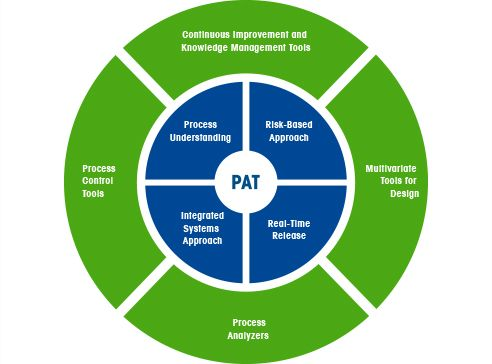 Continuous Improvement and
Knowledge Management Tools
Process
Understanding
Risk-Based
Approach
Process
Control
Tools
PAT
Multivariate
Tools for
Design
Integrated
Systems
Approach
Real-Time
Release
Process
Analyzers